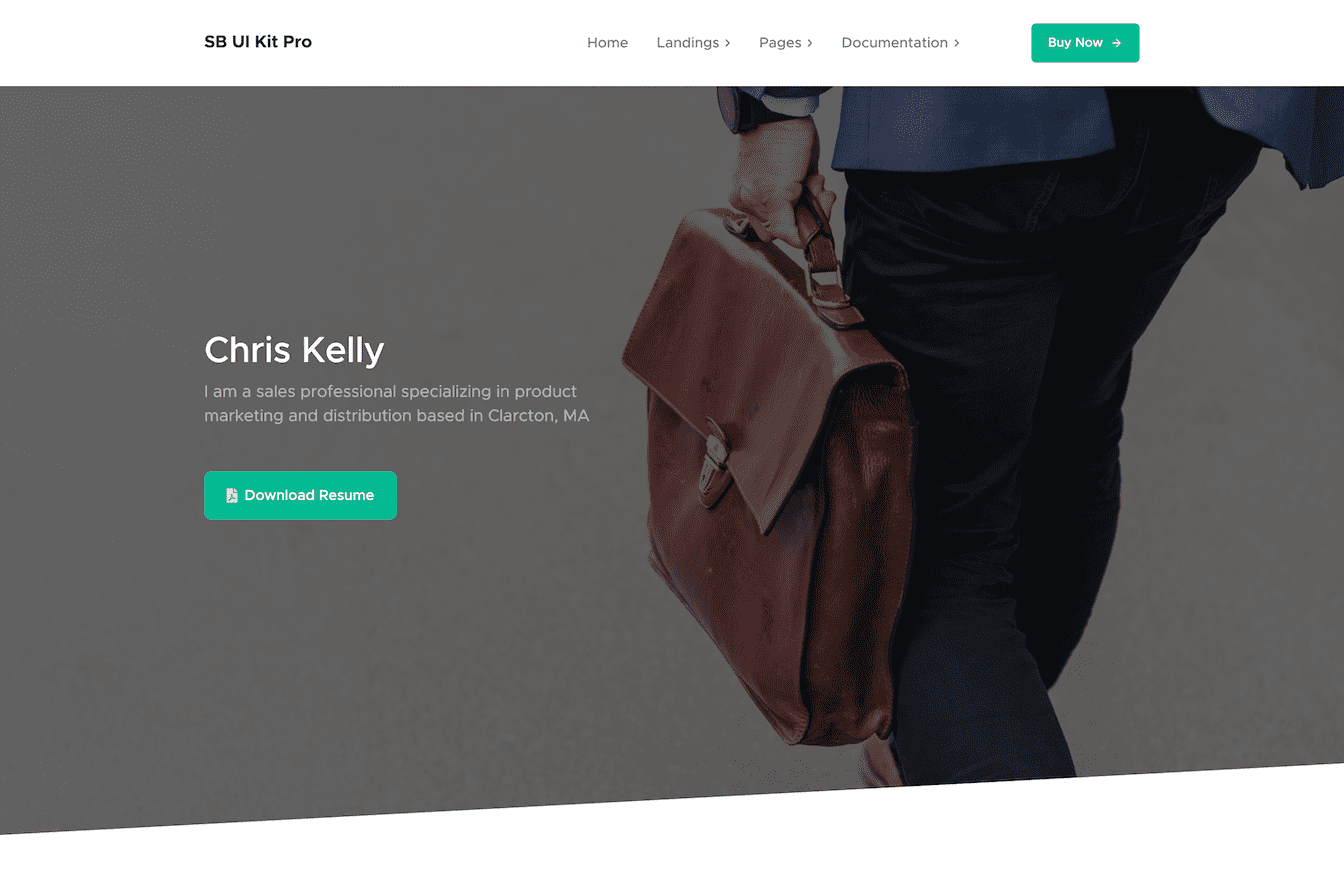 SB UI Kit Pro
Home
Landings
Pages
Documentation
Buy Now
Chris Kelly
I am a sales professional specializing in product
marketing and distribution based in Clarcton, MA
Download Resume